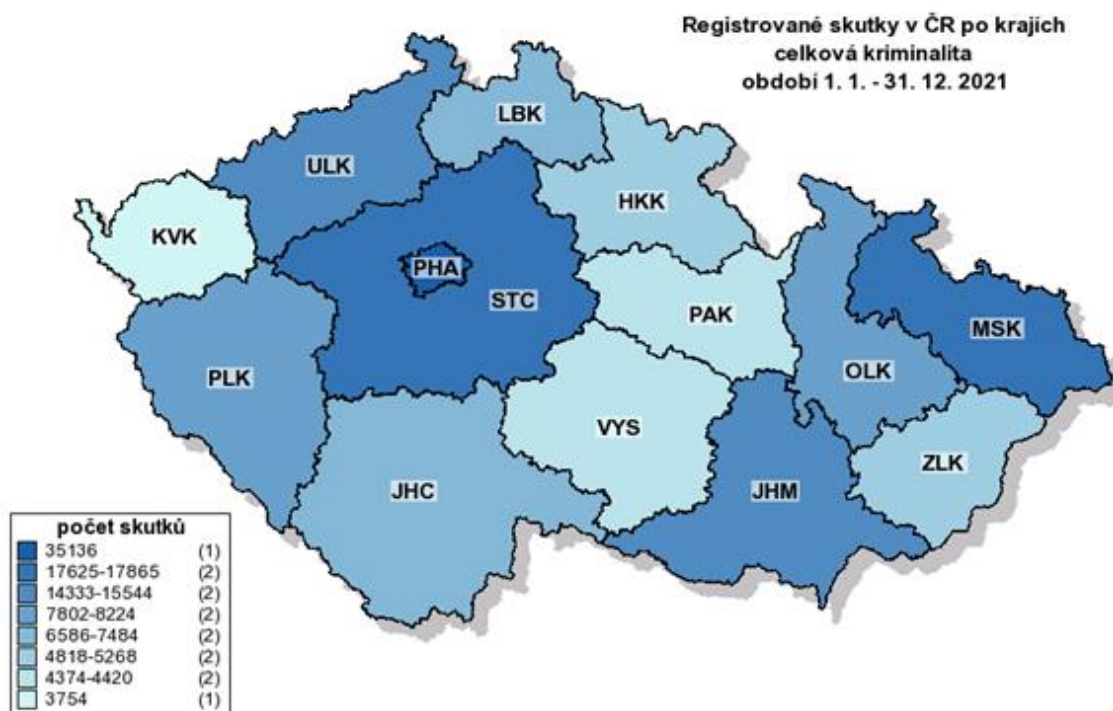 Registrované skutky v ČR po krajích
celková kriminalita
období 1. 1. - 31. 12. 2021
LBK
ULK
HKK
KVK
PHA
STC
PAK
MSK
PLK
OLK
VYS
ZLK
JHC
JHM
počet skutků
35136 (1)
17625-17865 (2)
14333-15544 (2)
7802-8224 (2)
6586-7484 (2)
4818-5268 (2)
4374-4420 (2)
3754 (1)